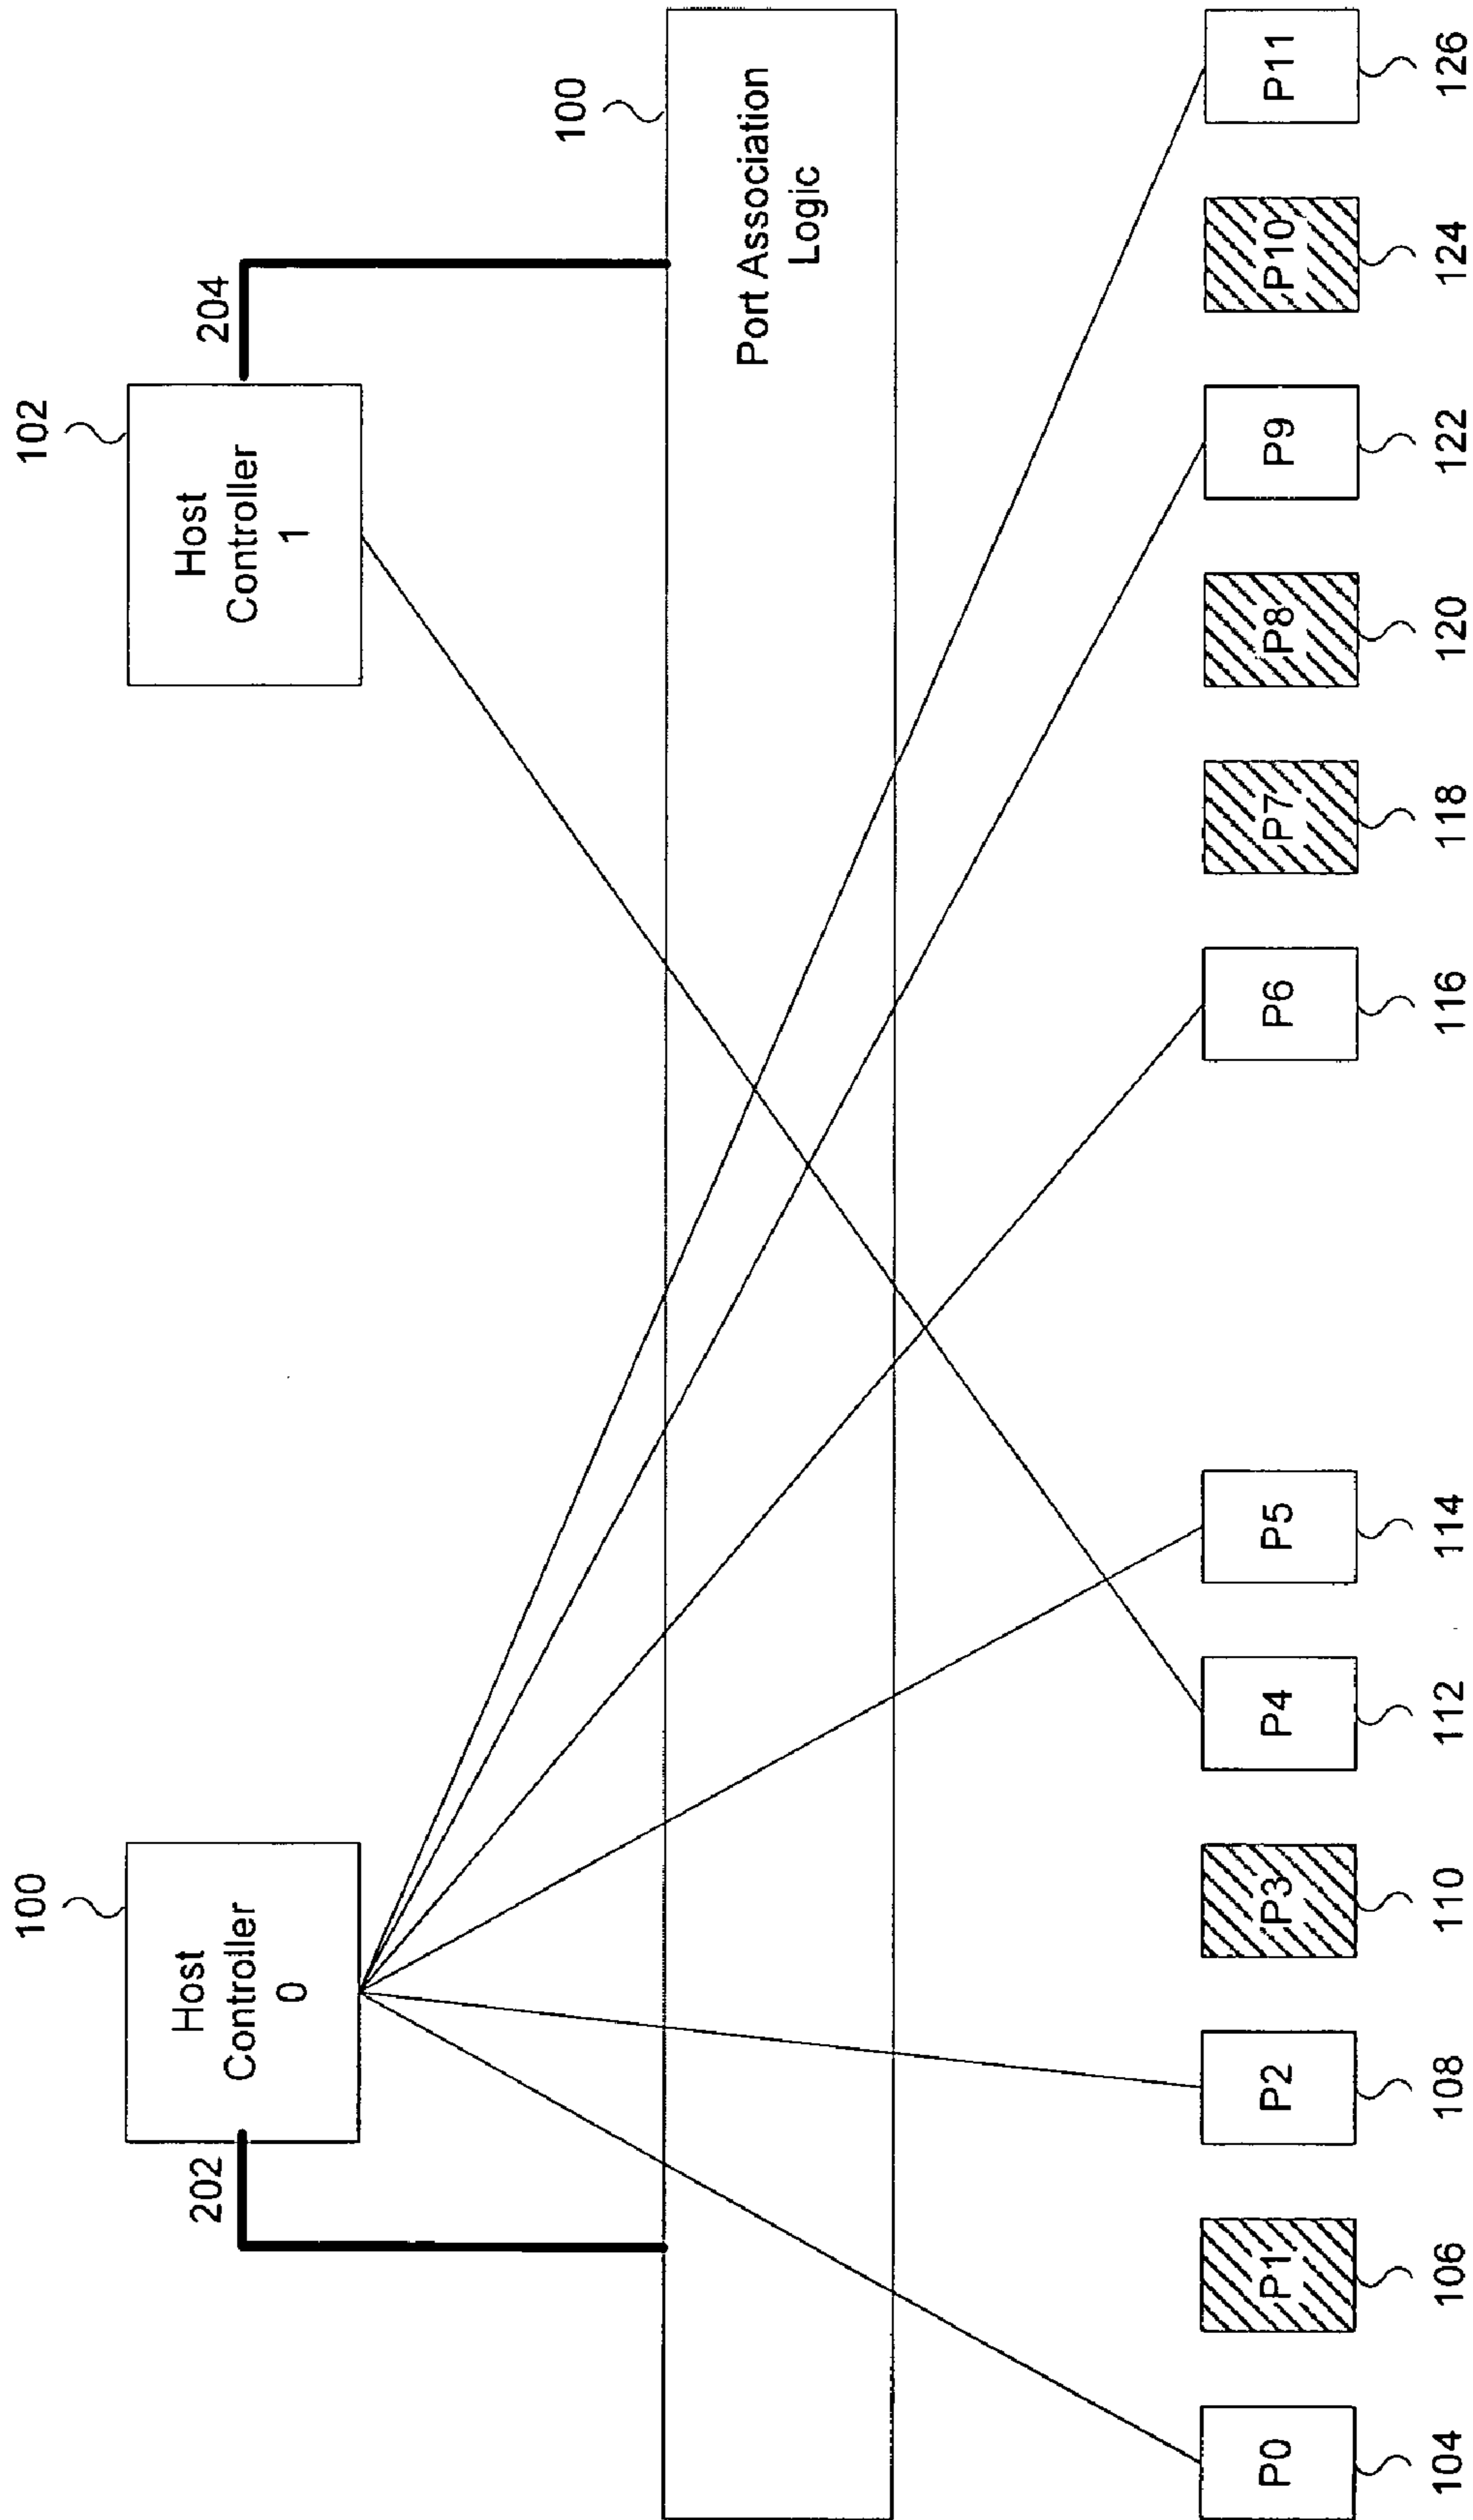 100
102
Host
Controller
0
Host
Controller
1
202
204
100
Port Association
Logic
P0
P1
P2
P3
P4
P5
P6
P7
P8
P9
P10
P11
104
106
108
110
112
114
116
118
120
122
124
126